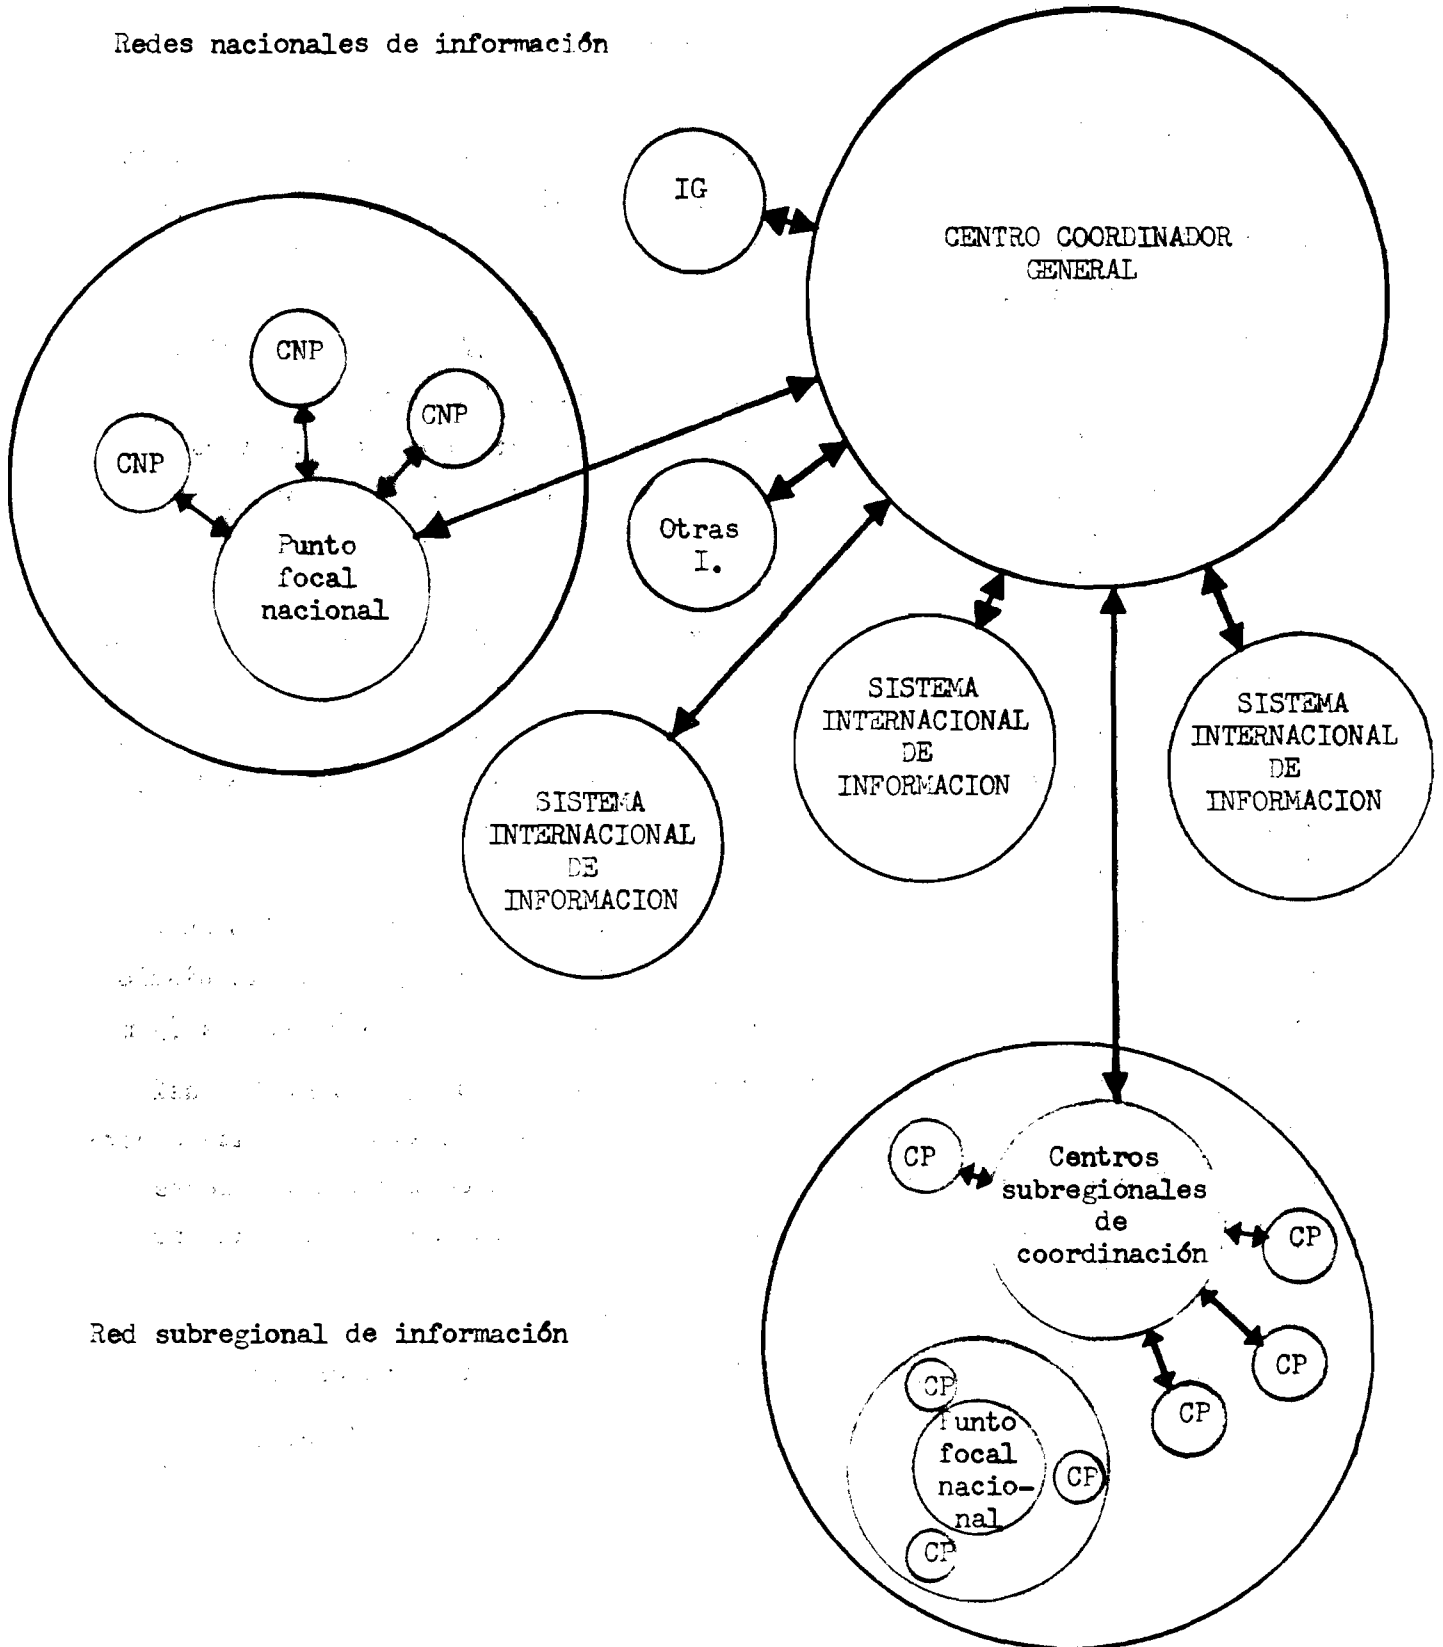 Redes nacionales de información
IG
CENTRO COORDINADOR
GENERAL
CNP
CNP
CNP
Punto
focal
nacional
Otras
I.
SISTEMA
INTERNACIONAL
DE
INFORMACION
SISTEMA
INTERNACIONAL
DE
INFORMACION
SISTEMA
INTERNACIONAL
DE
INFORMACION
CP
Centros
subregionales
de
coordinación
CP
CP
CP
Red subregional de información
CP
Punto
focal
nacio-
nal
CP
CP